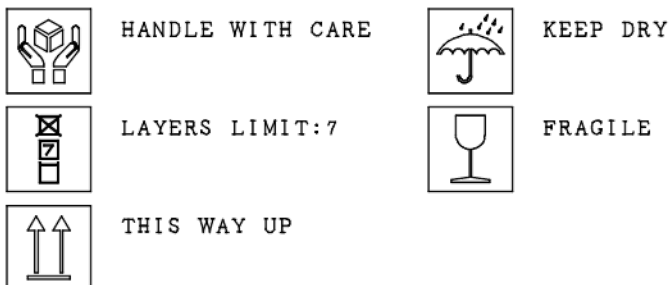 HANDLE WITH CARE
KEEP DRY
7
LAYERS LIMIT:7
FRAGILE
THIS WAY UP